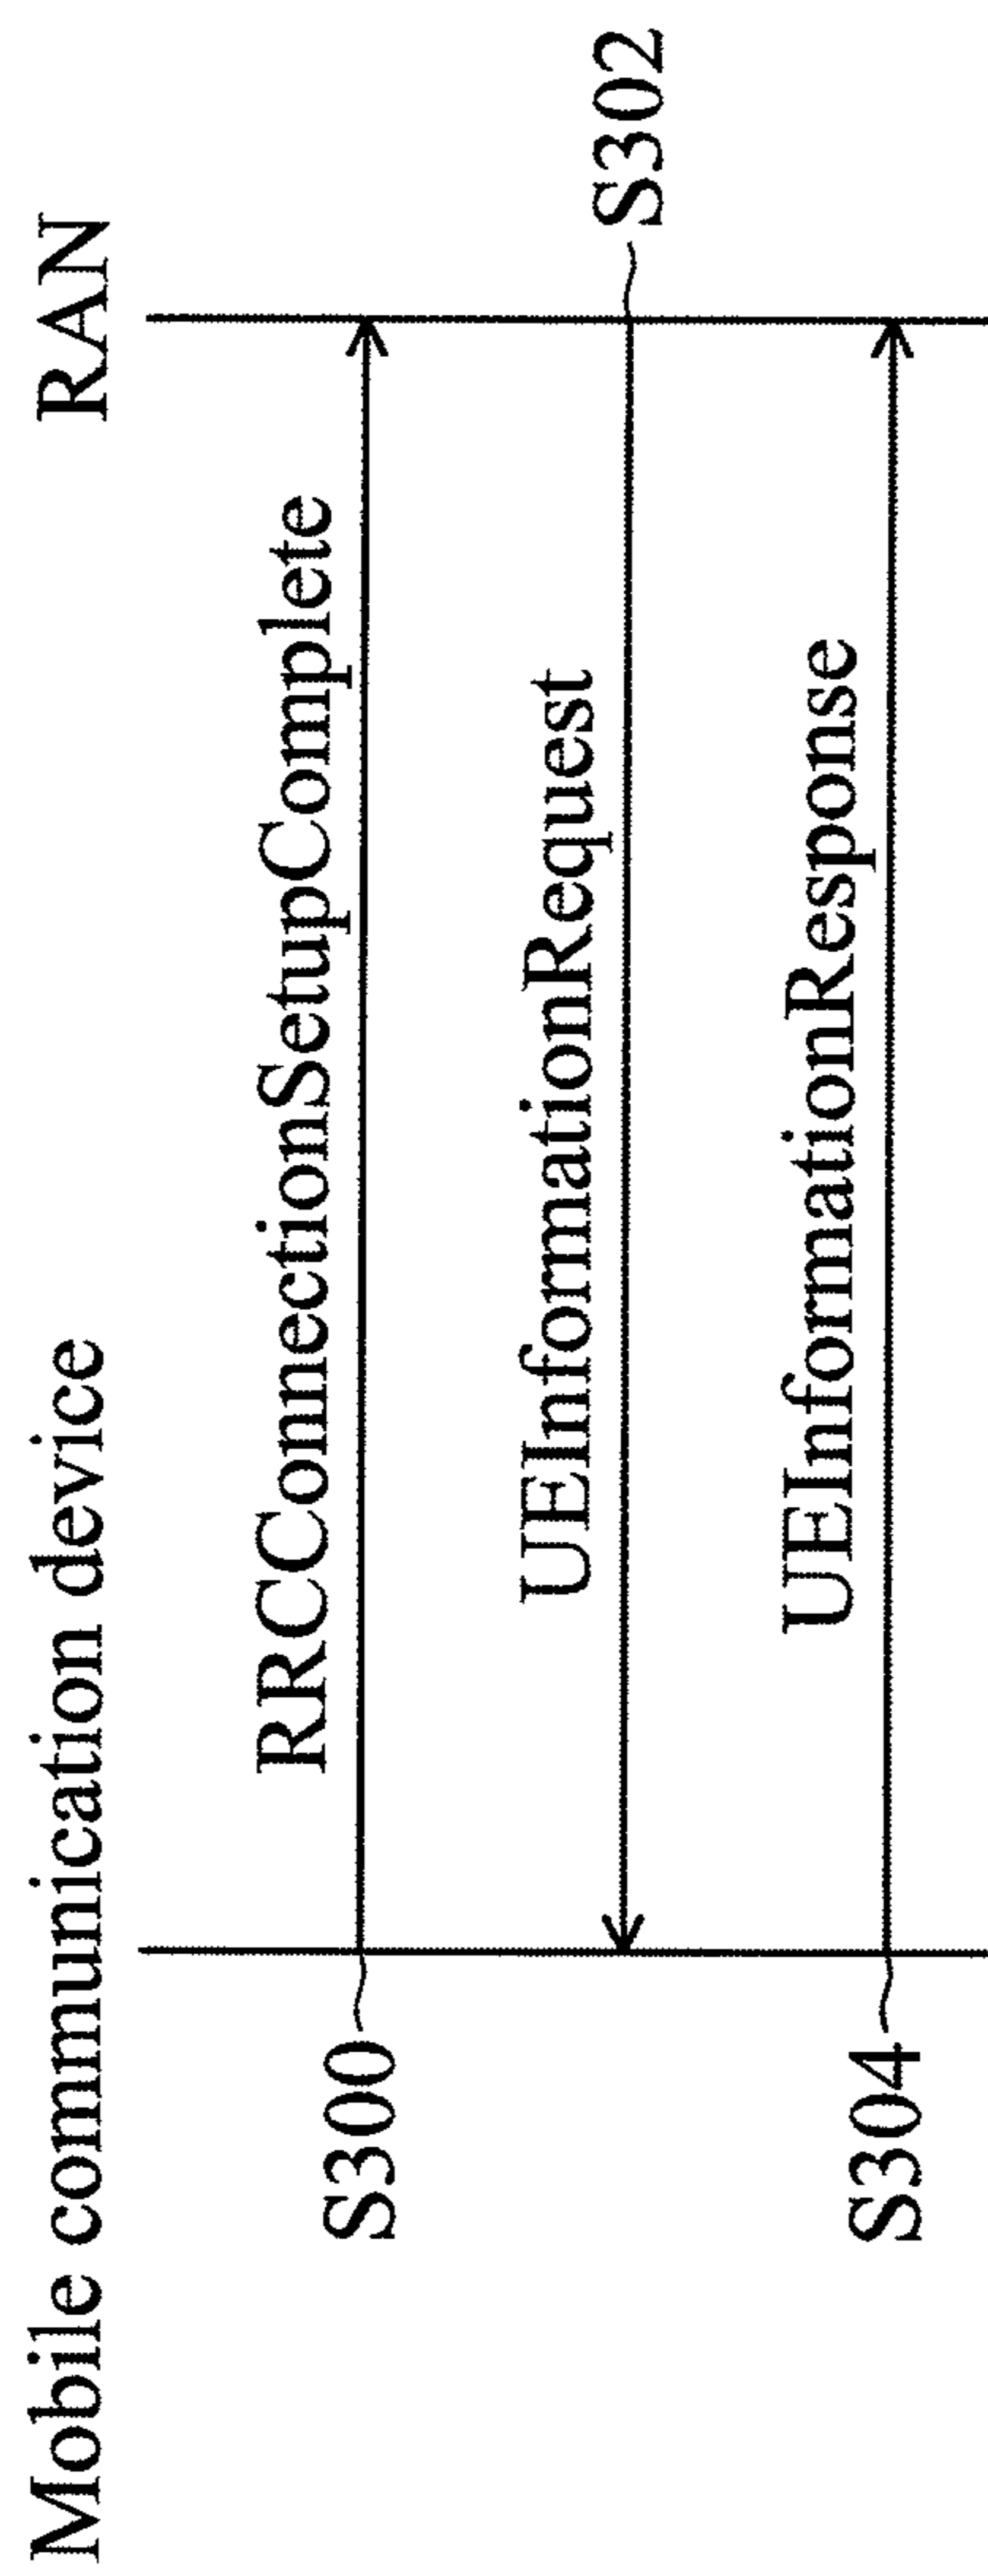 Mobile communication device
RAN
RRCConnectionSetupComplete
S300
UEInformationRequest
S302
UEInformationResponse
S304